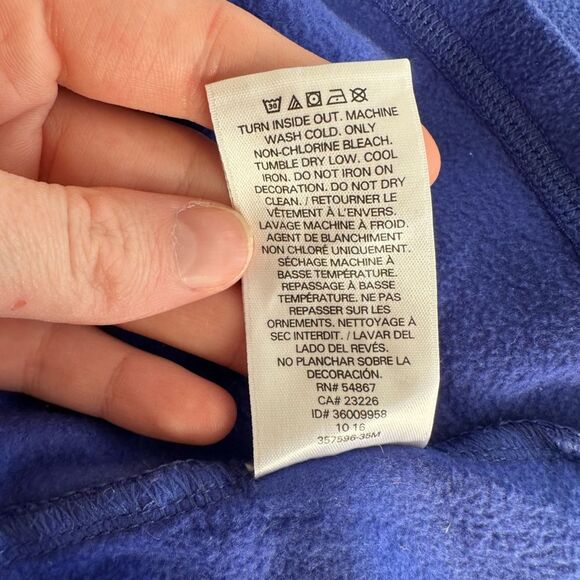 30
TURN INSIDE OUT. MACHINE
WASH COLD. ONLY
NON-CHLORINE BLEACH.
TUMBLE DRY LOW. COOL
IRON. DO NOT IRON ON
DECORATION. DO NOT DRY
CLEAN. / RETOURNER LE
VÊTEMENT À L'ENVERS.
LAVAGE MACHINE À FROID.
AGENT DE BLANCHIMENT
NON CHLORÉ UNIQUEMENT.
SÉCHAGE MACHINE À
BASSE TEMPÉRATURE.
REPASSAGE À BASSE
TEMPÉRATURE. NE PAS
REPASSER SUR LES
ORNEMENTS. NETTOYAGE À
SEC INTERDIT. / LAVAR DEL
LADO DEL REVÉS.
NO PLANCHAR SOBRE LA
DECORACIÓN.
RN# 54867
CA# 23226
ID# 36009958
10 16
357596-35M